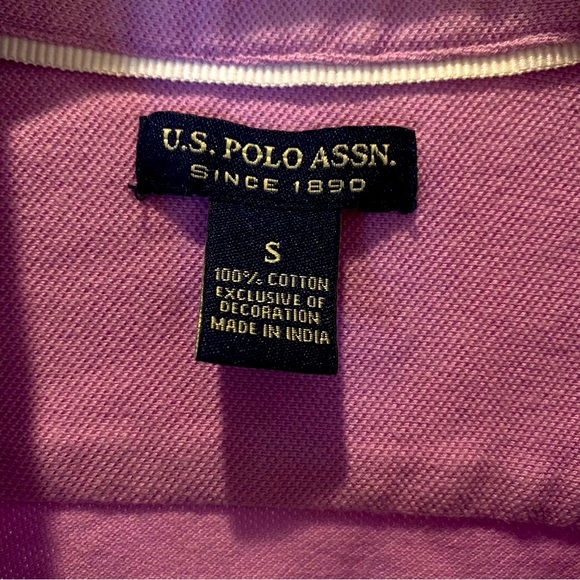 U.S. POLO ASSN.
SINCE 1890
S
100% COTTON
EXCLUSIVE OF
DECORATION
MADE IN INDIA